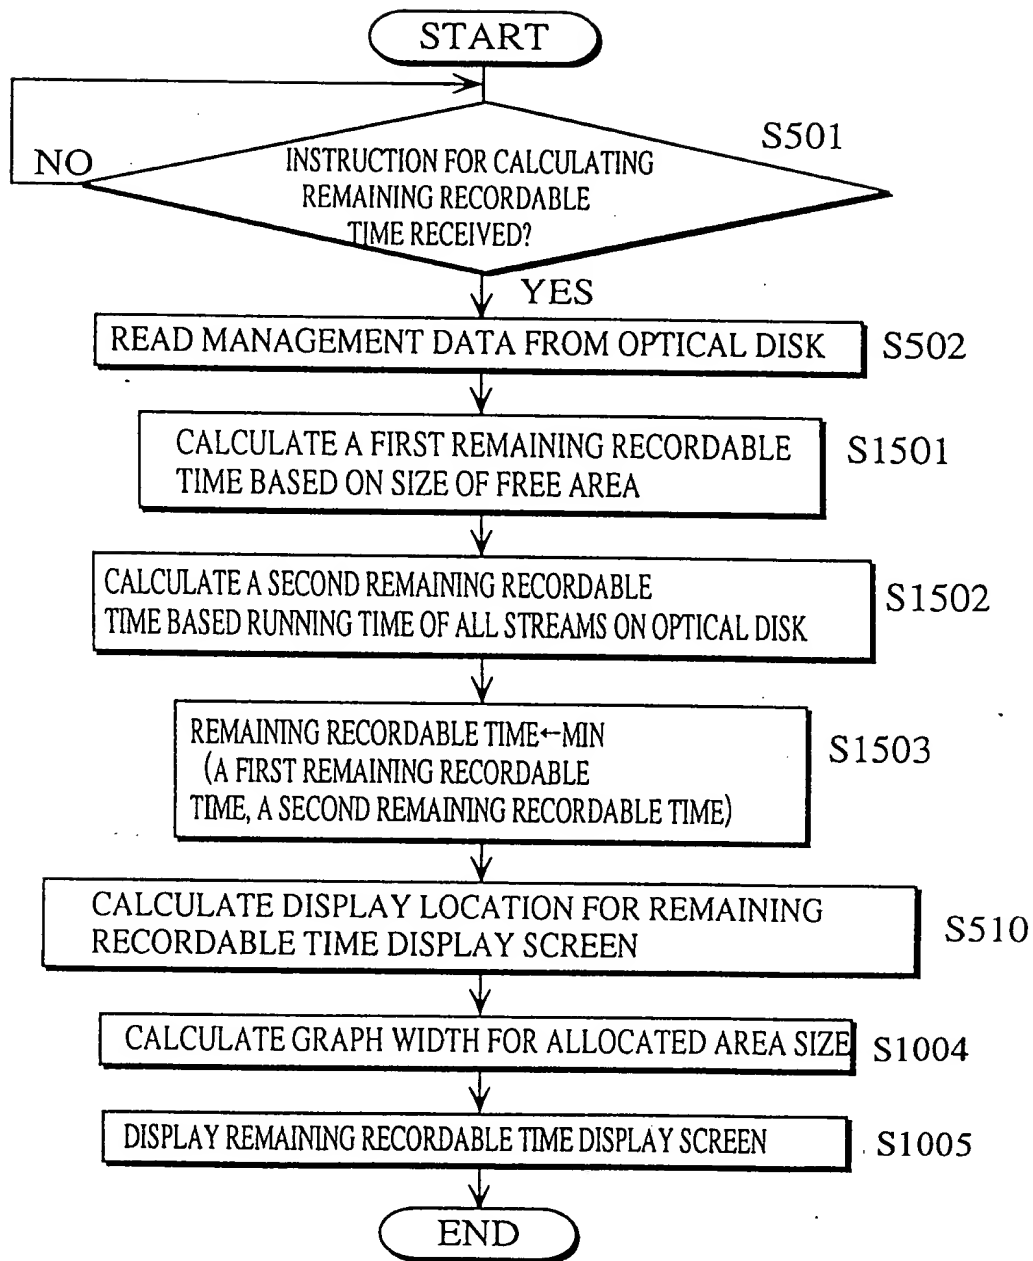 START
S501
NO
INSTRUCTION FOR CALCULATING
REMAINING RECORDABLE
TIME RECEIVED?
YES
READ MANAGEMENT DATA FROM OPTICAL DISK
S502
CALCULATE A FIRST REMAINING RECORDABLE
TIME BASED ON SIZE OF FREE AREA
S1501
CALCULATE A SECOND REMAINING RECORDABLE
TIME BASED RUNNING TIME OF ALL STREAMS ON OPTICAL DISK
S1502
REMAINING RECORDABLE TIME←MIN
(A FIRST REMAINING RECORDABLE
TIME, A SECOND REMAINING RECORDABLE TIME)
S1503
CALCULATE DISPLAY LOCATION FOR REMAINING
RECORDABLE TIME DISPLAY SCREEN
S510
CALCULATE GRAPH WIDTH FOR ALLOCATED AREA SIZE
S1004
DISPLAY REMAINING RECORDABLE TIME DISPLAY SCREEN
S1005
END